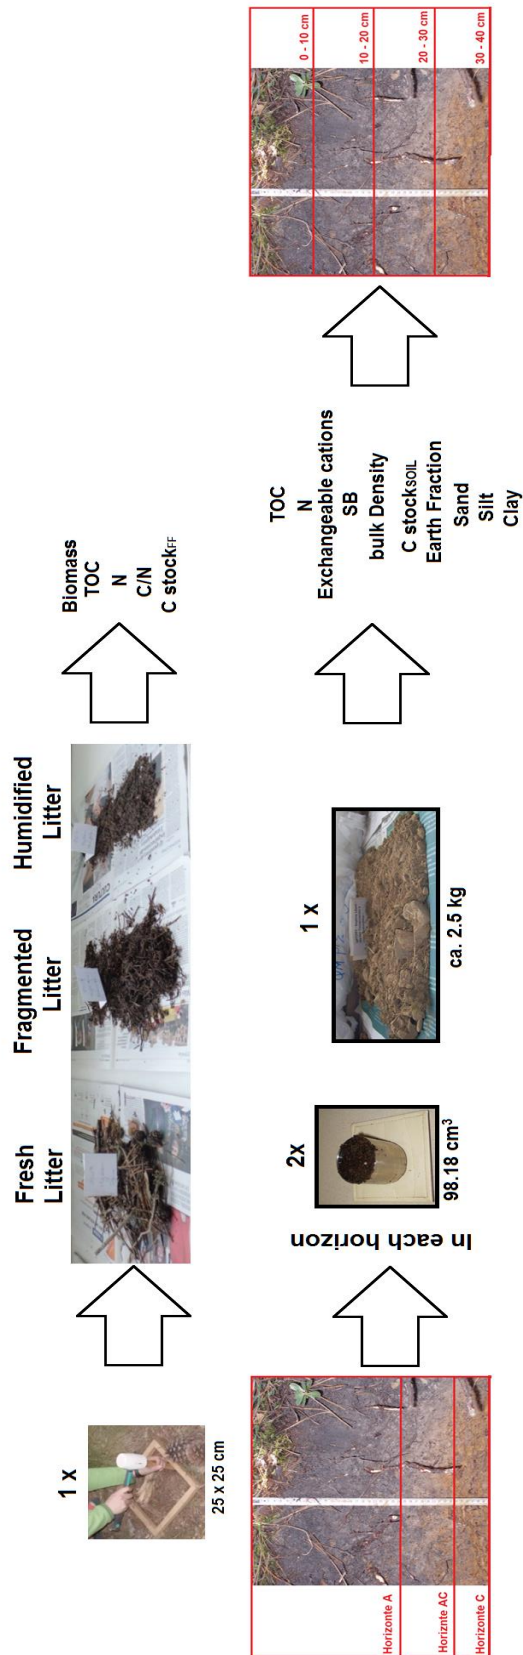 1 x
25 x 25 cm
Fresh
Litter
Fragmented
Litter
Humidified
Litter
Biomass
TOC
N
C/N
C stockFF
Horizonte A
Horiznte AC
Horizonte C
In each horizon
2x
98.18 cm³
1 x
ca. 2.5 kg
TOC
N
Exchangeable cations
SB
bulk Density
C stockSOIL
Earth Fraction
Sand
Silt
Clay
0 - 10 cm
10 - 20 cm
20 - 30 cm
30 - 40 cm